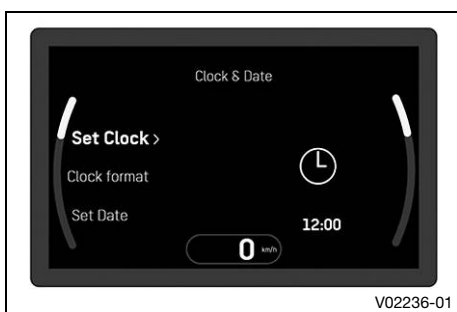 Clock & Date
Set Clock >
Clock format
Set Date
12:00
0 km/h
V02236-01